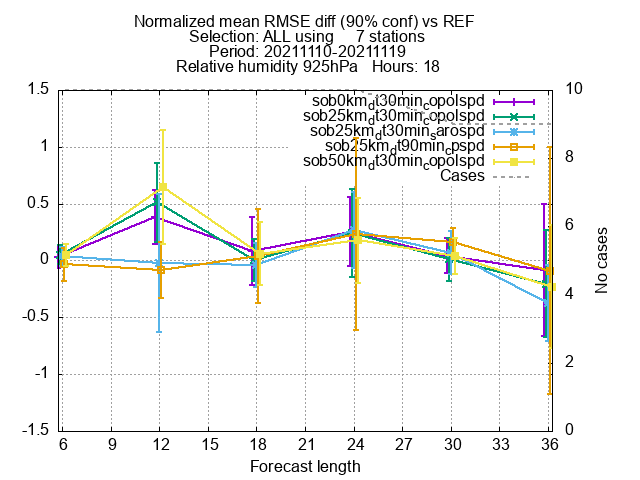 Normalized mean RMSE diff (90% conf) vs REF
Selection: ALL using     7 stations
Period: 20211110-20211119
Relative humidity 925hPa   Hours: 18
sob0km_dt30min_copolspd
sob25km_dt30min_copolspd
sob25km_dt30min_sarospd
sob25km_dt90min_cpspd
sob50km_dt30min_copolspd
Cases
1.5
1
0.5
0
-0.5
-1
-1.5
10
8
6
4
2
0
No cases
6 9 12 15 18 21 24 27 30 33 36
Forecast length